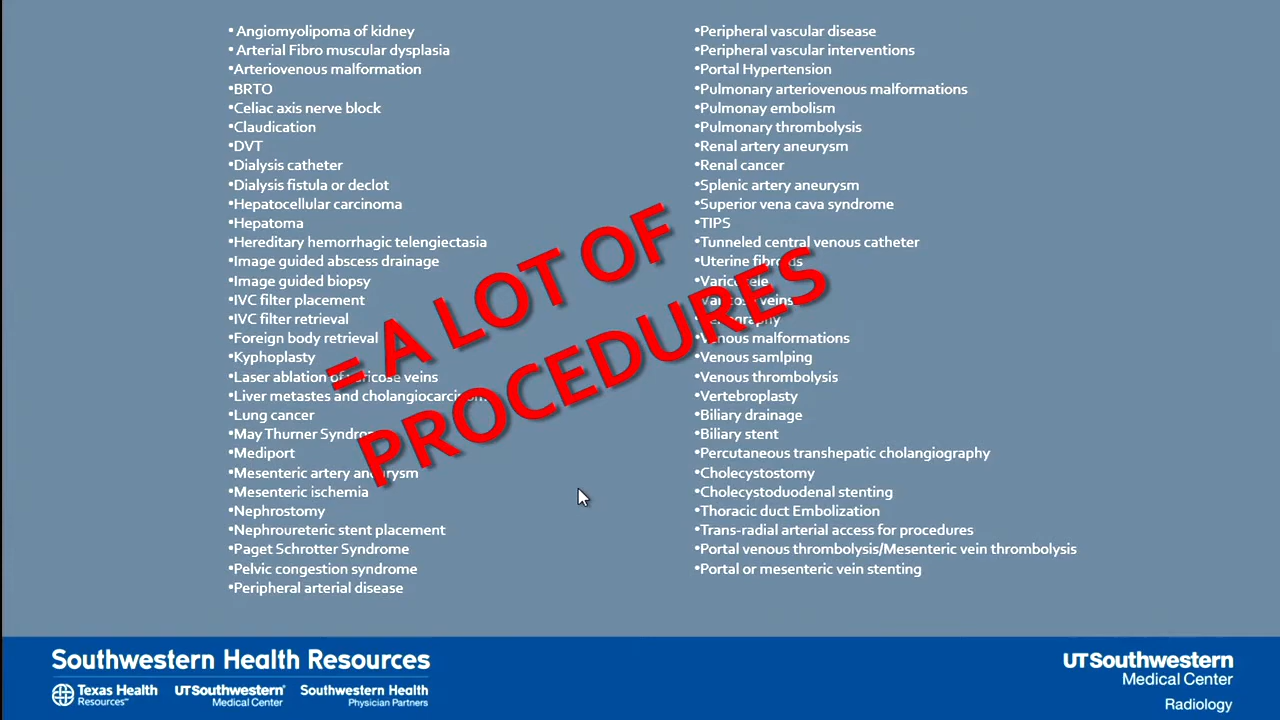 • Angiomyolipoma of kidney
• Arterial Fibro muscular dysplasia
•Arteriovenous malformation
•BRTO
•Celiac axis nerve block
•Claudication
•DVT
•Dialysis catheter
•Dialysis fistula or declot
•Hepatocellular carcinoma
•Hepatoma
•Hereditary hemorrhagic telengiectasia
•Image guided abscess drainage
•Image guided biopsy
•IVC filter placement
•IVC filter retrieval
•Foreign body retrieval
•Kyphoplasty
•Laser ablation of varicose veins
•Liver metastes and cholangiocarcinom
•Lung cancer
•May Thurner Syndrome
•Mediport
•Mesenteric artery aneurysm
•Mesenteric ischemia
•Nephrostomy
•Nephroureteric stent placement
•Paget Schrotter Syndrome
•Pelvic congestion syndrome
•Peripheral arterial disease
•Peripheral vascular disease
•Peripheral vascular interventions
•Portal Hypertension
•Pulmonary arteriovenous malformations
•Pulmonay embolism
•Pulmonary thrombolysis
•Renal artery aneurysm
•Renal cancer
•Splenic artery aneurysm
•Superior vena cava syndrome
•TIPS
•Tunneled central venous catheter
•Uterine fibroids
•Varicocele
•Varicose veins
•Venography
•Venous malformations
•Venous samlping
•Venous thrombolysis
•Vertebroplasty
•Biliary drainage
•Biliary stent
•Percutaneous transhepatic cholangiography
•Cholecystostomy
•Cholecystoduodenal stenting
•Thoracic duct Embolization
•Trans-radial arterial access for procedures
•Portal venous thrombolysis/Mesenteric vein thrombolysis
•Portal or mesenteric vein stenting
= A LOT OF
PROCEDURES
Southwestern Health Resources
Texas Health Resources℠
UTSouthwestern Medical Center
Southwestern Health Physician Partners
UTSouthwestern
Medical Center
Radiology